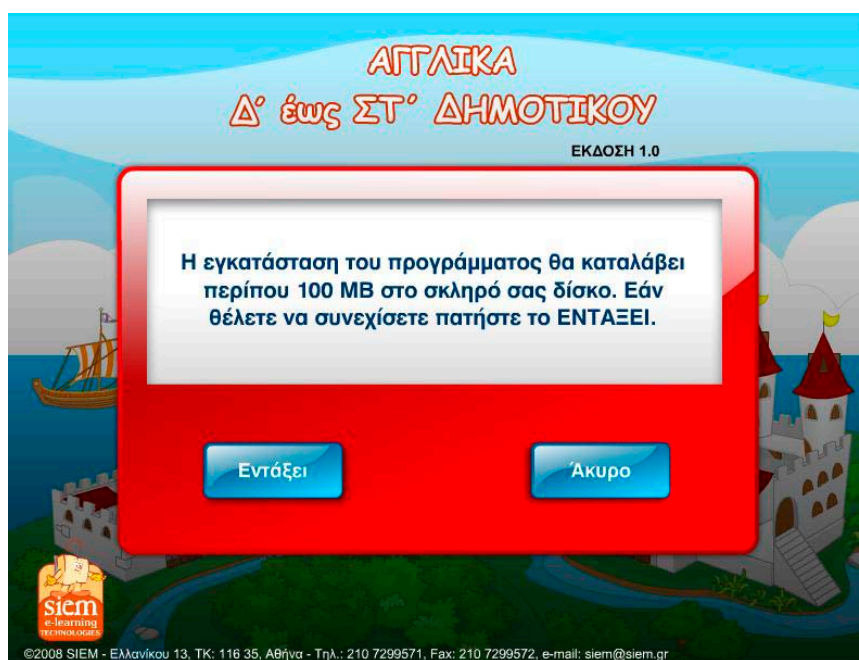 ΑΓΓΛΙΚΑ
Δ΄ έως ΣΤ΄ ΔΗΜΟΤΙΚΟΥ
ΕΚΔΟΣΗ 1.0
Η εγκατάσταση του προγράμματος θα καταλάβει
περίπου 100 MB στο σκληρό σας δίσκο. Εάν
θέλετε να συνεχίσετε πατήστε το ΕΝΤΑΞΕΙ.
Εντάξει
Άκυρο
siem
e-learning
TECHNOLOGIES
©2008 SIEM - Ελλανίκου 13, ΤΚ: 116 35, Αθήνα - Τηλ.: 210 7299571, Fax: 210 7299572, e-mail: siem@siem.gr